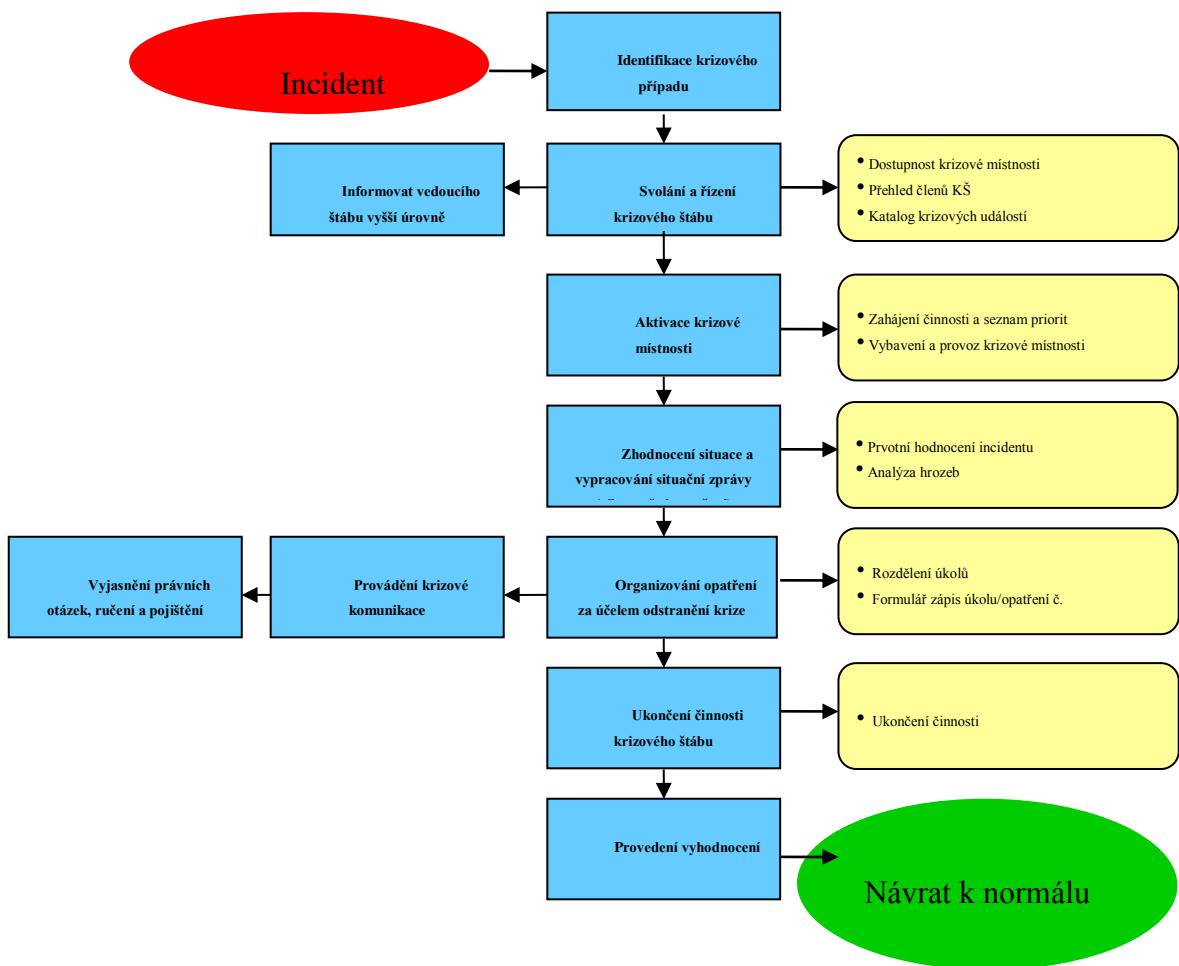 Incident
Identifikace krizového
případu
Informovat vedoucího
štábu vyšší úrovně
Svolání a řízení
krizového štábu
• Dostupnost krizové místnosti
• Přehled členů KŠ
• Katalog krizových událostí
Aktivace krizové
místnosti
• Zahájení činnosti a seznam priorit
• Vybavení a provoz krizové místnosti
Zhodnocení situace a
vypracování situační zprávy
• Prvotní hodnocení incidentu
• Analýza hrozeb
Vyjasnění právních
otázek, ručení a pojištění
Provádění krizové
komunikace
Organizování opatření
za účelem odstranění krize
• Rozdělení úkolů
• Formulář zápis úkolu/opatření č.
Ukončení činnosti
krizového štábu
• Ukončení činnosti
Provedení vyhodnocení
Návrat k normálu